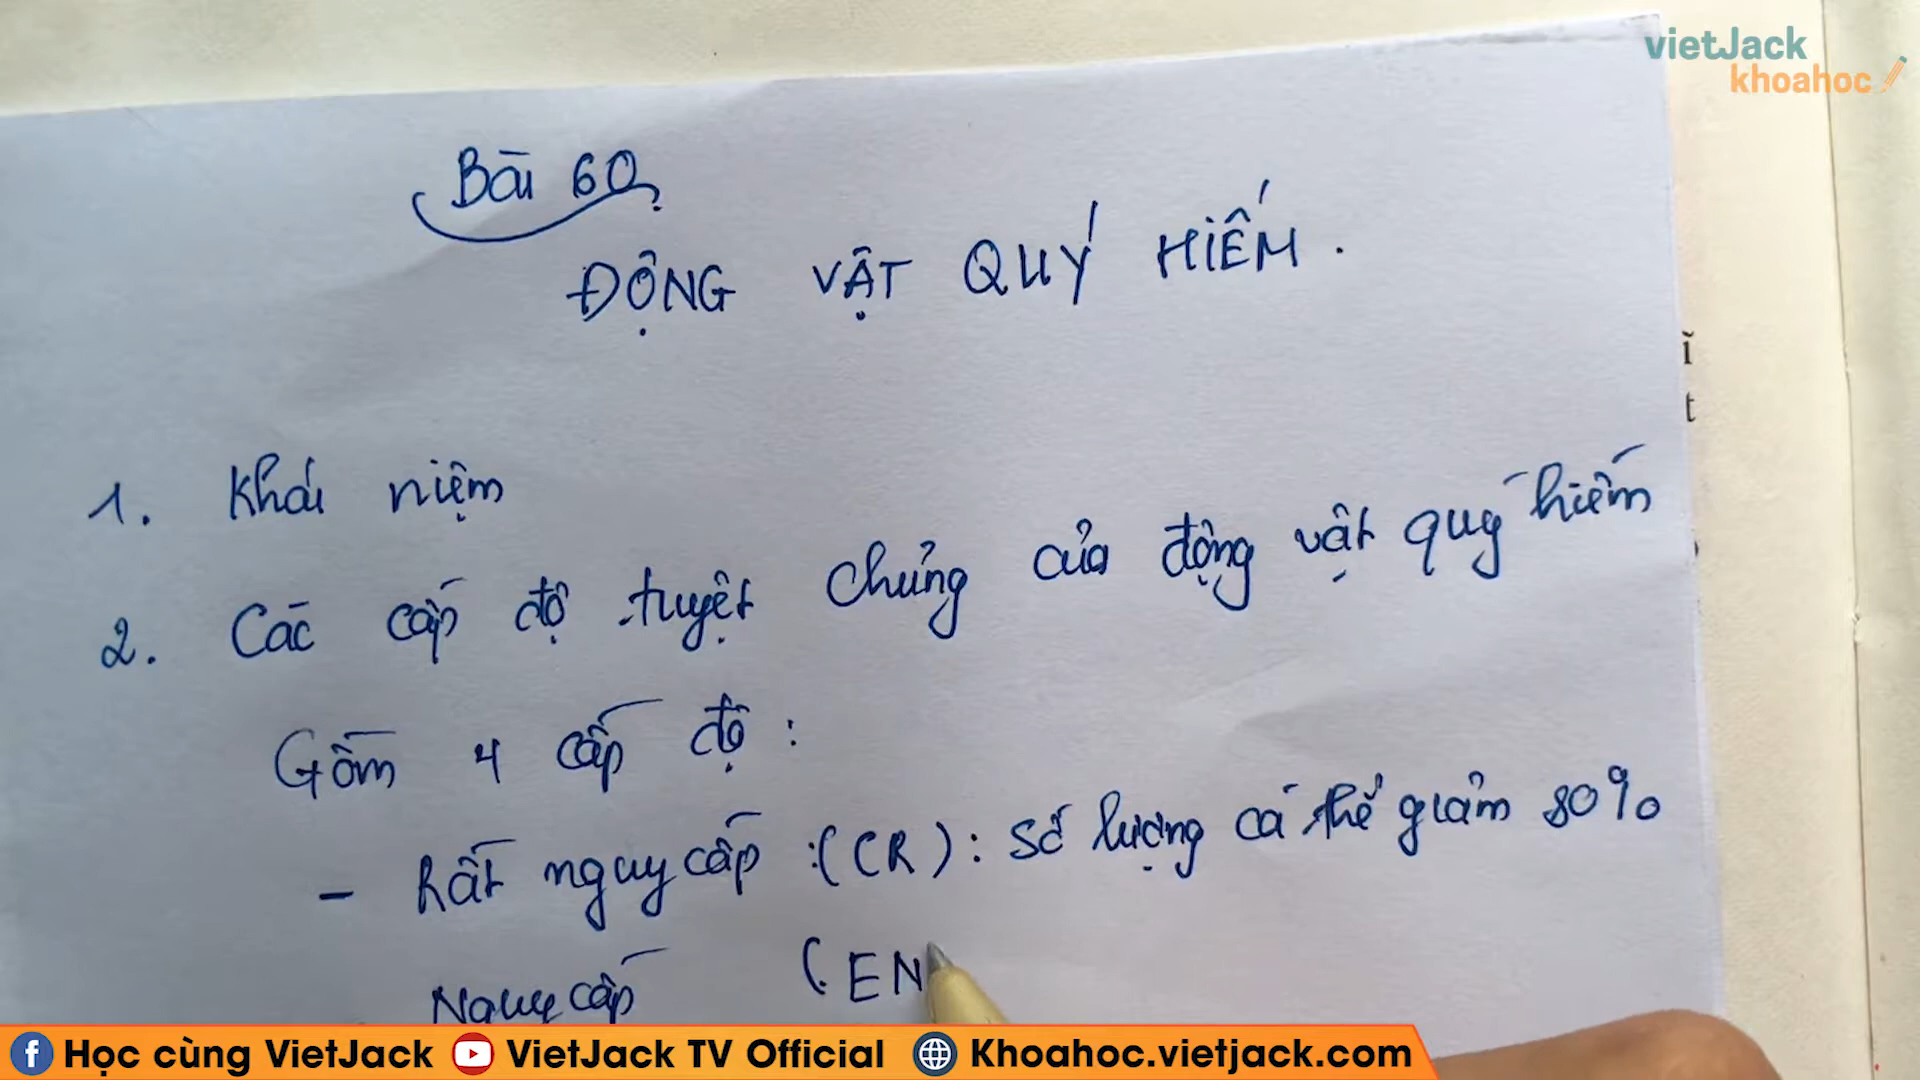 vietJack
khoahoc
Bài 60
ĐỘNG VẬT QUÝ HIẾM.
ĩ
t
1. Khái niệm
2. Các cấp độ tuyệt chủng của động vật quý hiếm
Gồm 4 cấp độ:
- Rất nguy cấp: (CR): Số lượng có thể giảm 80%
Nguy cấp (EN
Học cùng VietJack VietJack TV Official Khoahoc.vietjack.com